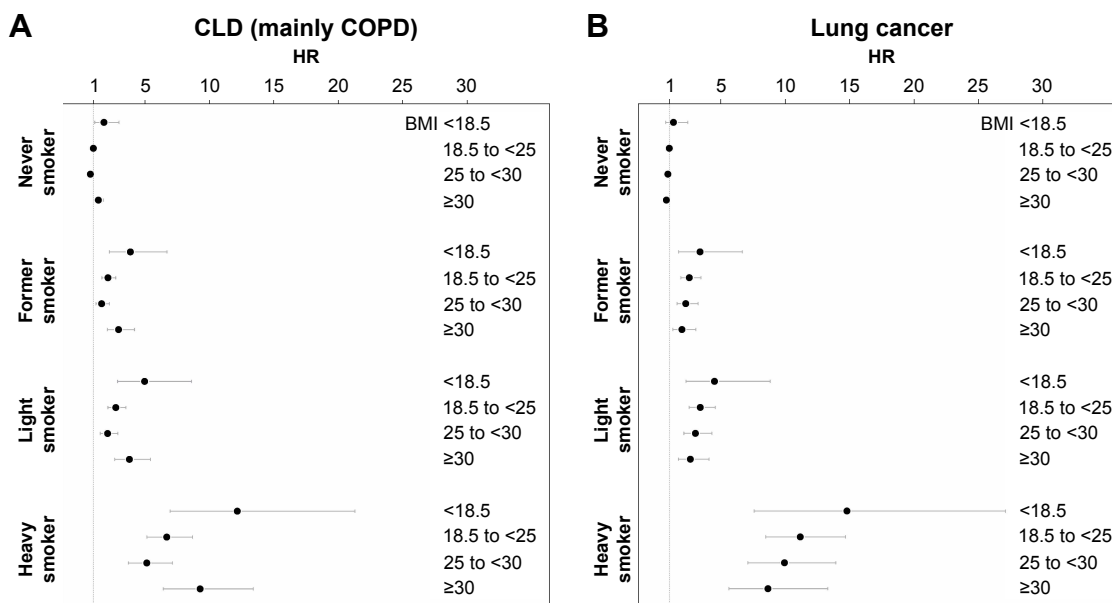 A
CLD (mainly COPD)
HR
1 5 10 15 20 25 30
Never smoker
BMI <18.5
18.5 to <25
25 to <30
≥30
Former smoker
<18.5
18.5 to <25
25 to <30
≥30
Light smoker
<18.5
18.5 to <25
25 to <30
≥30
Heavy smoker
<18.5
18.5 to <25
25 to <30
≥30
B
Lung cancer
HR
1 5 10 15 20 25 30
Never smoker
BMI <18.5
18.5 to <25
25 to <30
≥30
Former smoker
<18.5
18.5 to <25
25 to <30
≥30
Light smoker
<18.5
18.5 to <25
25 to <30
≥30
Heavy smoker
<18.5
18.5 to <25
25 to <30
≥30